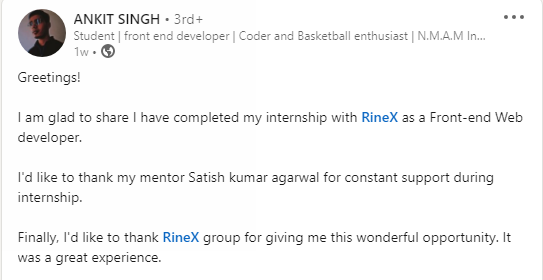 ANKIT SINGH • 3rd+
Student | front end developer | Coder and Basketball enthusiast | N.M.A.M In...
1w •
Greetings!
I am glad to share I have completed my internship with RineX as a Front-end Web
developer.
I'd like to thank my mentor Satish kumar agarwal for constant support during
internship.
Finally, I'd like to thank RineX group for giving me this wonderful opportunity. It
was a great experience.